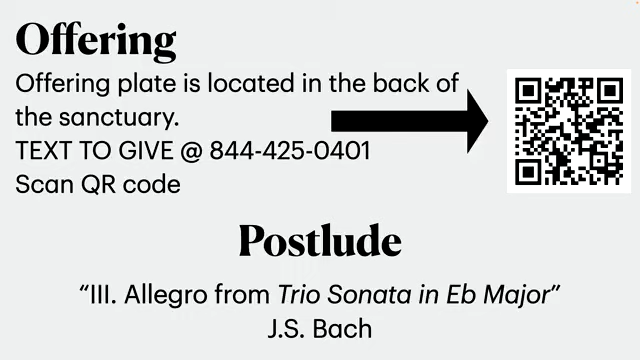 Offering
Offering plate is located in the back of
the sanctuary.
TEXT TO GIVE @ 844-425-0401
Scan QR code
Postlude
“III. Allegro from Trio Sonata in Eb Major”
J.S. Bach